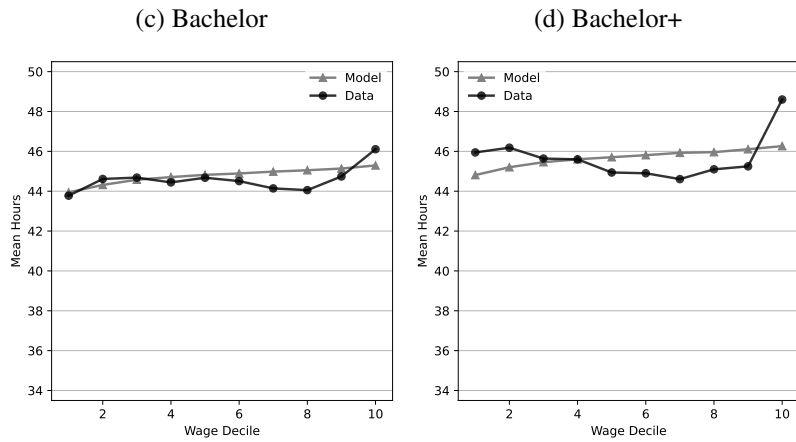 (c) Bachelor
50
48
46
44
42
40
38
36
34
Mean Hours
2
4
6
8
10
Wage Decile
Model
Data
(d) Bachelor+
50
48
46
44
42
40
38
36
34
Mean Hours
2
4
6
8
10
Wage Decile
Model
Data